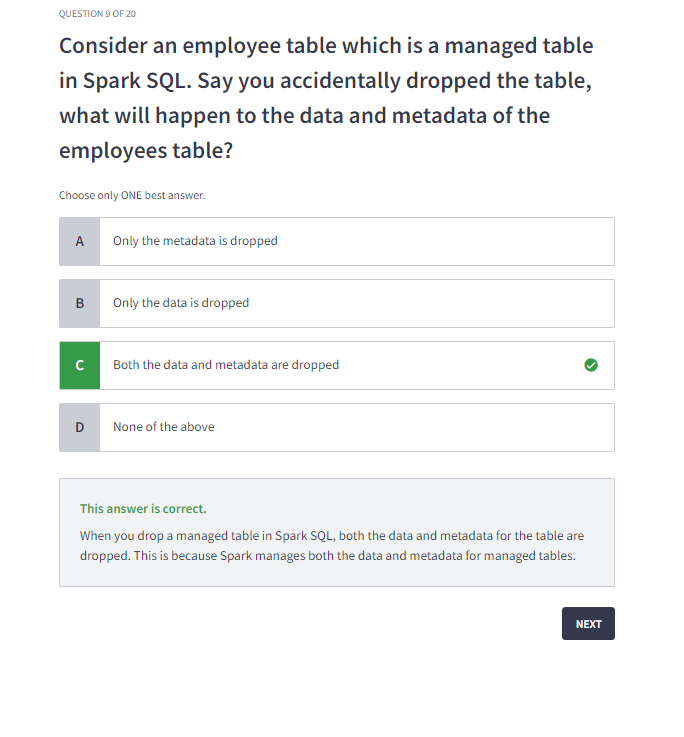 QUESTION 9 OF 20
Consider an employee table which is a managed table
in Spark SQL. Say you accidentally dropped the table,
what will happen to the data and metadata of the
employees table?
Choose only ONE best answer.
A Only the metadata is dropped
B Only the data is dropped
C Both the data and metadata are dropped
D None of the above
This answer is correct.
When you drop a managed table in Spark SQL, both the data and metadata for the table are
dropped. This is because Spark manages both the data and metadata for managed tables.
NEXT